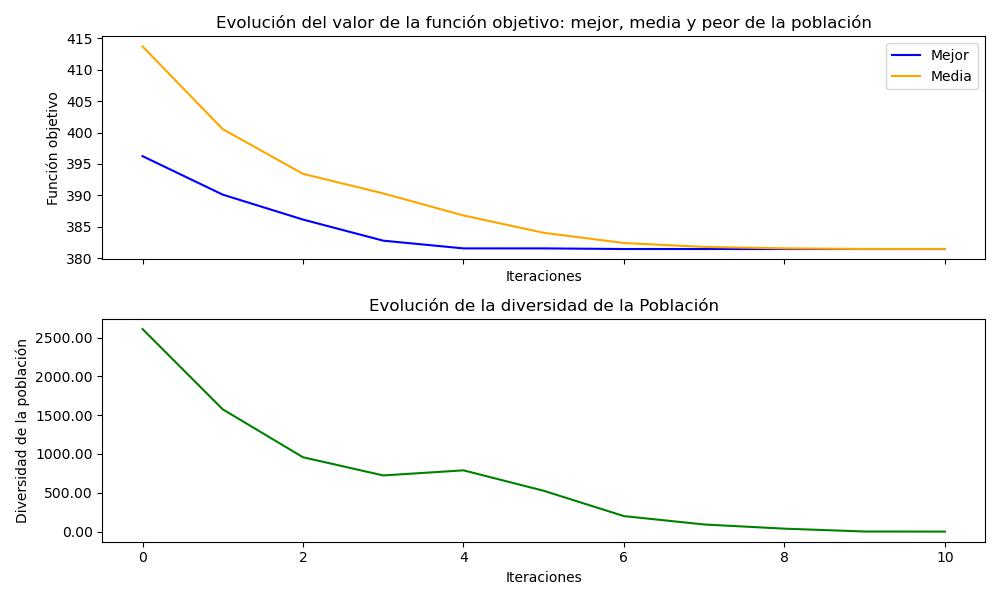 Evolución del valor de la función objetivo: mejor, media y peor de la población
415
410
405
400
395
390
385
380
Función objetivo
Mejor
Media
Iteraciones
Evolución de la diversidad de la Población
2500.00
2000.00
1500.00
1000.00
500.00
0.00
Diversidad de la población
0 2 4 6 8 10
Iteraciones